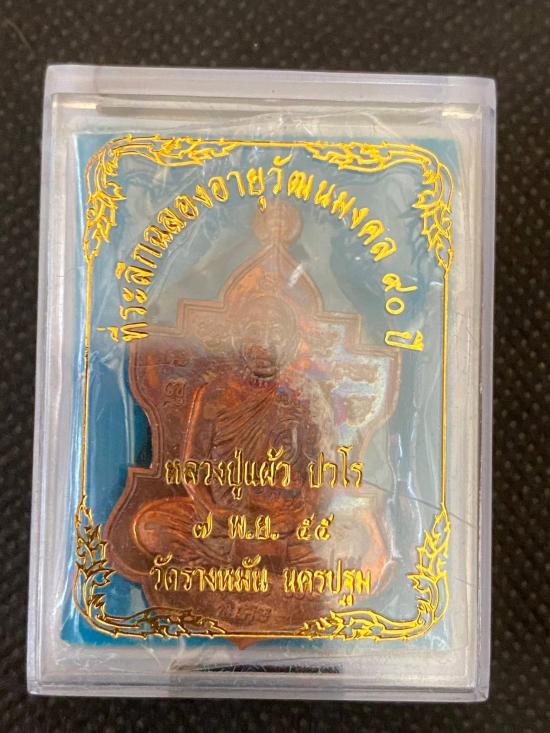 ที่ระลึกฉลองอายุวัฒนมงคล ๙๐ ปี
หลวงปู่แผ้ว ปวโร
๗ พ.ย. ๕๕
วัดรางหมัน นครปฐม